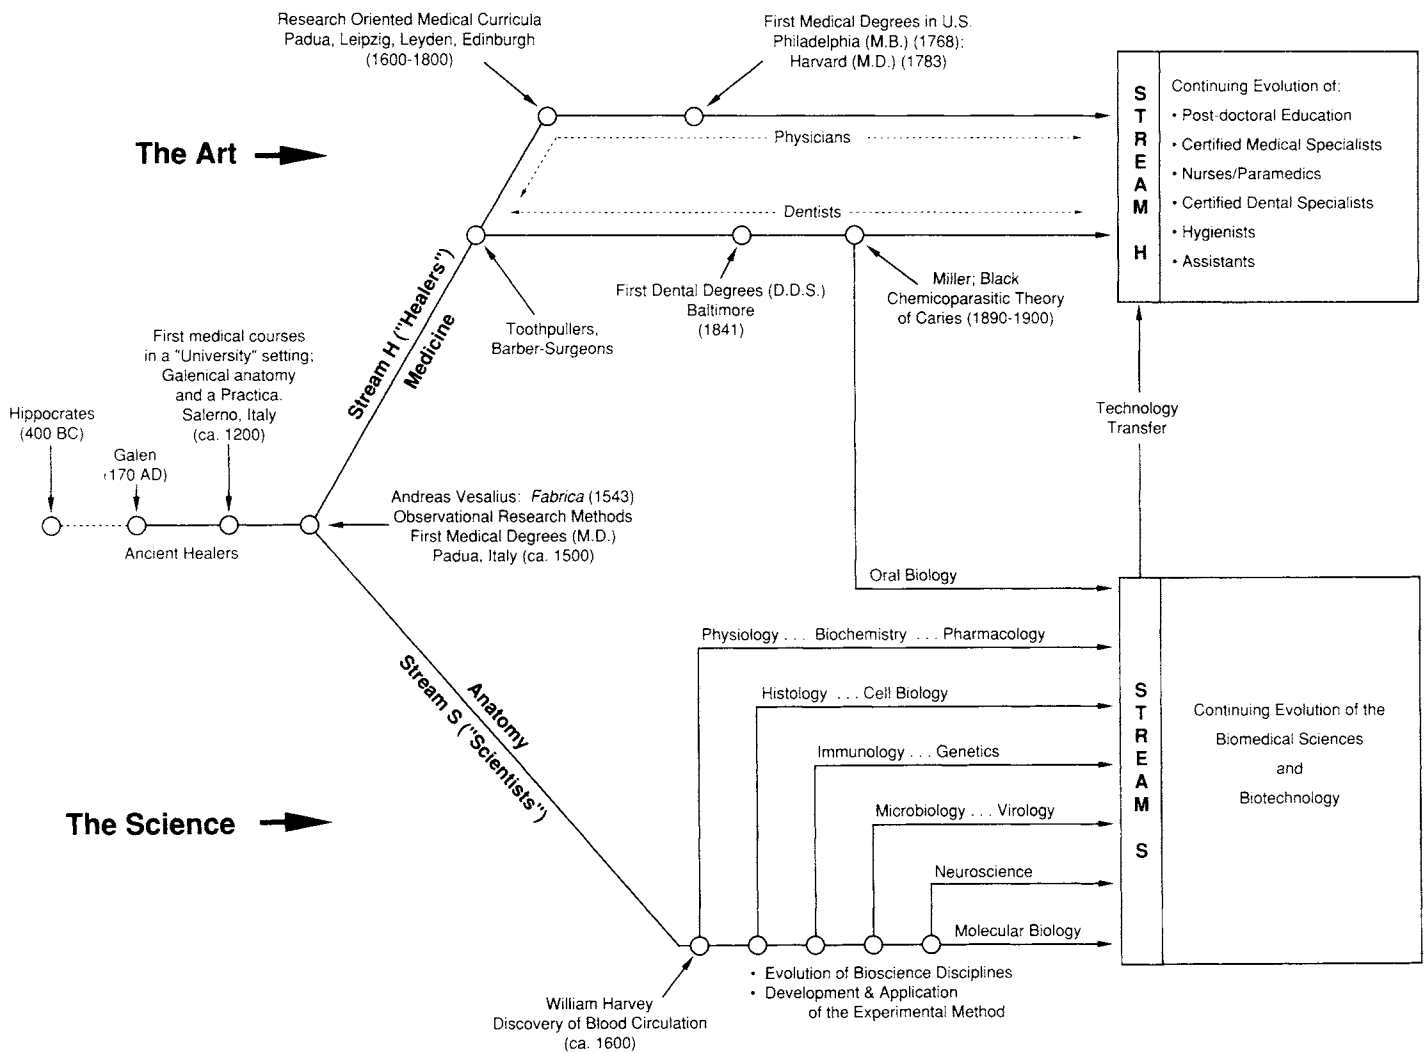 Research Oriented Medical Curricula
Padua, Leipzig, Leyden, Edinburgh
(1600-1800)
First Medical Degrees in U.S.
Philadelphia (M.B.) (1768);
Harvard (M.D.) (1783)
The Art
Physicians
Dentists
STREAM H
Continuing Evolution of:
• Post-doctoral Education
• Certified Medical Specialists
• Nurses/Paramedics
• Certified Dental Specialists
• Hygienists
• Assistants
First Dental Degrees (D.D.S.)
Baltimore
(1841)
Miller; Black
Chemicoparasitic Theory
of Caries (1890-1900)
Toothpullers,
Barber-Surgeons
Stream H ("Healers")
Medicine
First medical courses
in a "University" setting;
Galenical anatomy
and a Practica.
Salerno, Italy
(ca. 1200)
Hippocrates
(400 BC)
Galen
(170 AD)
Ancient Healers
Andreas Vesalius: Fabrica (1543)
Observational Research Methods
First Medical Degrees (M.D.)
Padua, Italy (ca. 1500)
Technology
Transfer
Oral Biology
Physiology . . . Biochemistry . . . Pharmacology
Histology . . . Cell Biology
Immunology . . . Genetics
Microbiology . . . Virology
Neuroscience
Molecular Biology
STREAM S
Continuing Evolution of the
Biomedical Sciences
and
Biotechnology
Anatomy
Stream S ("Scientists")
The Science
• Evolution of Bioscience Disciplines
• Development & Application
of the Experimental Method
William Harvey
Discovery of Blood Circulation
(ca. 1600)